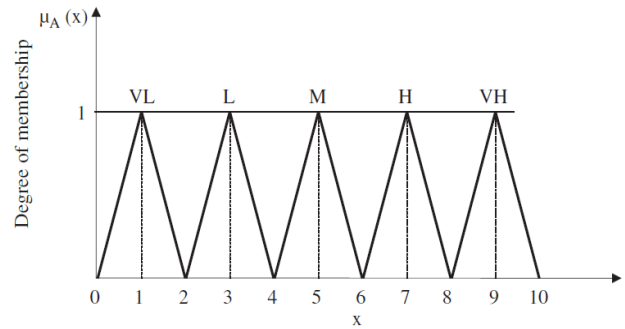 μA (x)
VL L M H VH
1
Degree of membership
0 1 2 3 4 5 6 7 8 9 10
x